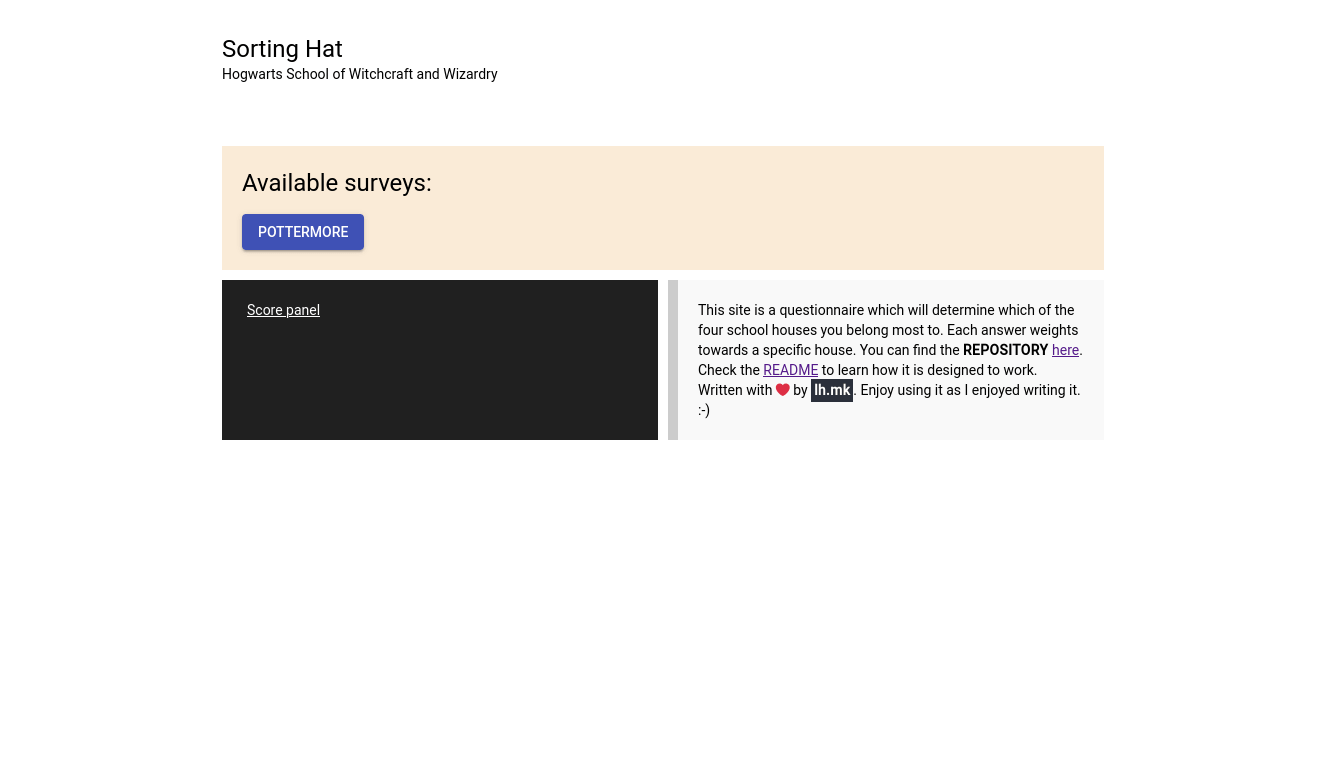 Sorting Hat
Hogwarts School of Witchcraft and Wizardry
Available surveys:
POTTERMORE
Score panel
This site is a questionnaire which will determine which of the
four school houses you belong most to. Each answer weights
towards a specific house. You can find the REPOSITORY here.
Check the README to learn how it is designed to work.
Written with ❤ by lh.mk. Enjoy using it as I enjoyed writing it.
:-)